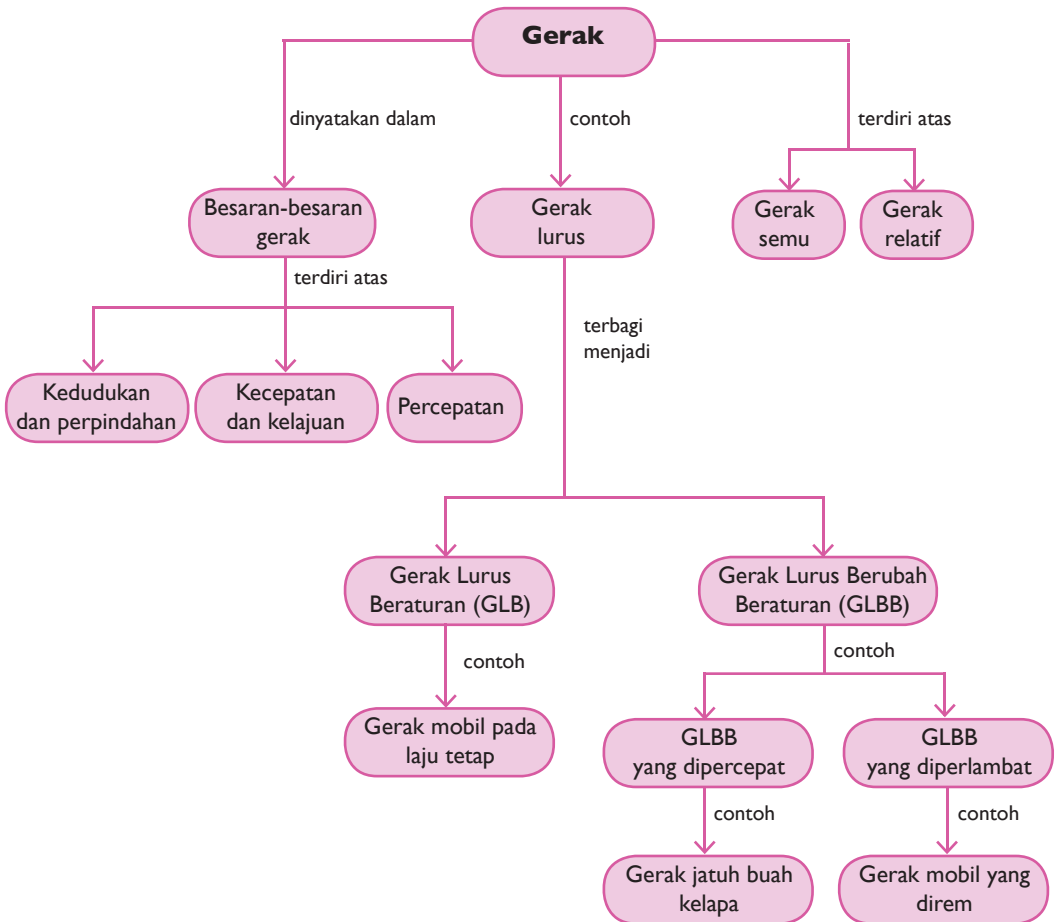 Gerak
dinyatakan dalam
contoh
terdiri atas
Besaran-besaran
gerak
Gerak
lurus
Gerak
semu
Gerak
relatif
terdiri atas
terbagi
menjadi
Kedudukan
dan perpindahan
Kecepatan
dan kelajuan
Percepatan
Gerak Lurus
Beraturan (GLB)
Gerak Lurus Berubah
Beraturan (GLBB)
contoh
contoh
Gerak mobil pada
laju tetap
GLBB
yang dipercepat
GLBB
yang diperlambat
contoh
contoh
Gerak jatuh buah
kelapa
Gerak mobil yang
direm